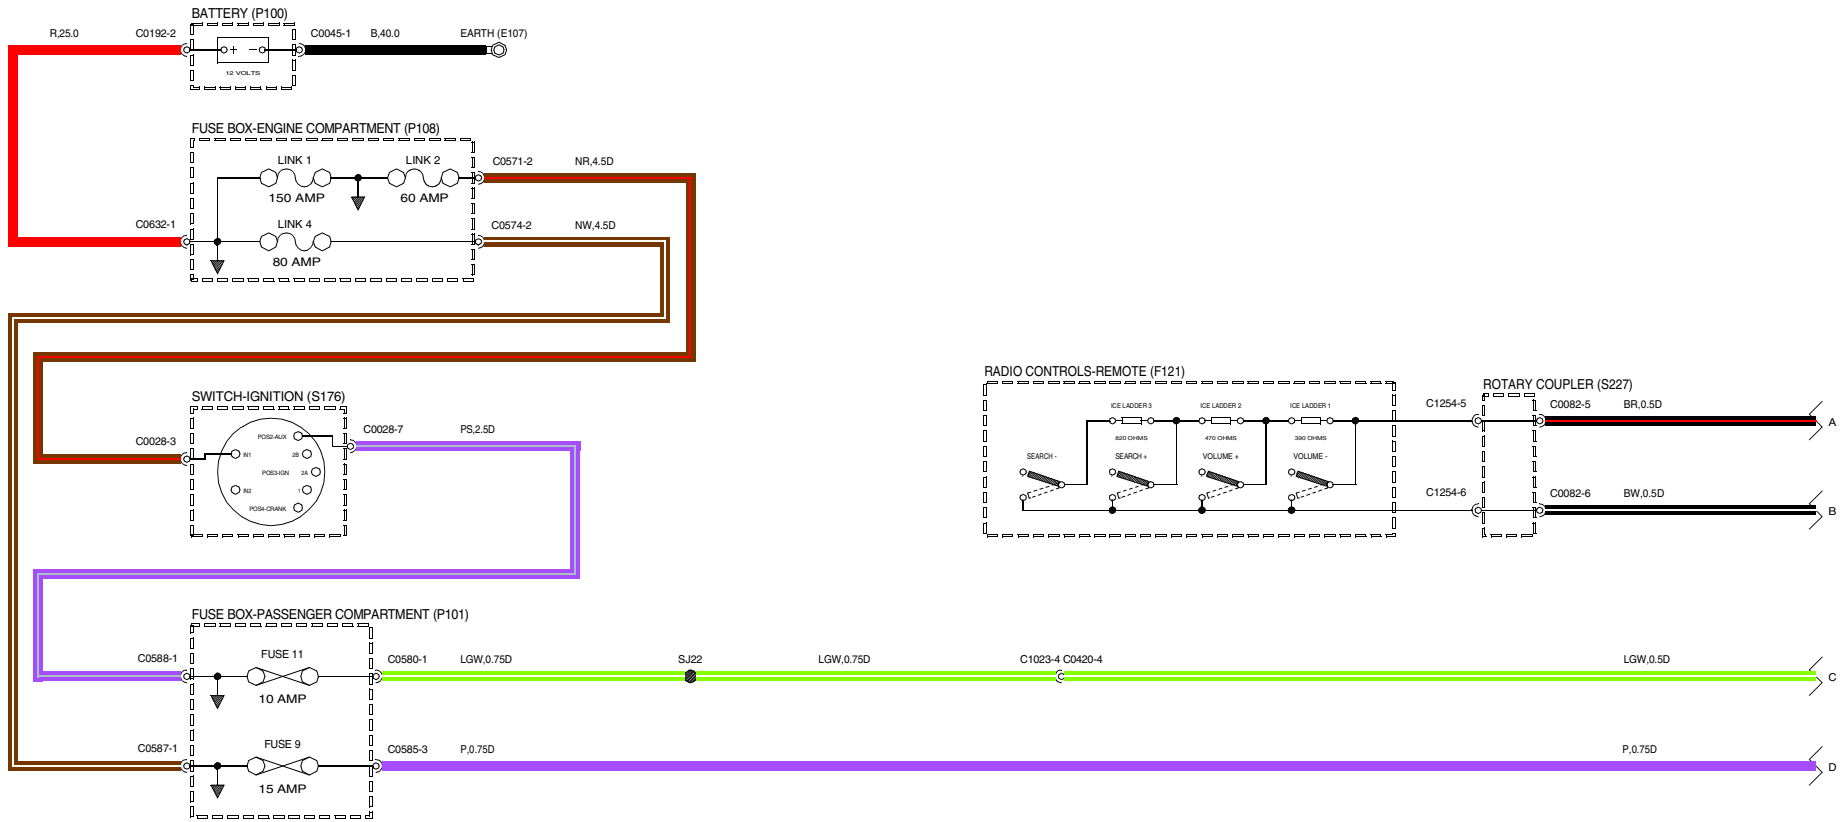 BATTERY (P100)
R,25.0
C0192-2
+ -
12 VOLTS
C0045-1
B,40.0
EARTH (E107)
FUSE BOX-ENGINE COMPARTMENT (P108)
LINK 1
150 AMP
LINK 2
60 AMP
C0571-2
NR,4.5D
C0632-1
LINK 4
80 AMP
C0574-2
NW,4.5D
SWITCH-IGNITION (S176)
C0028-3
POS2-AUX
IN1
2B
POS3-IGN
2A
IN2
1
POS4-CRANK
C0028-7
PS,2.5D
RADIO CONTROLS-REMOTE (F121)
ICE LADDER 3
ICE LADDER 2
ICE LADDER 1
820 OHMS
470 OHMS
390 OHMS
SEARCH -
SEARCH +
VOLUME +
VOLUME -
C1254-5
C1254-6
ROTARY COUPLER (S227)
C0082-5
BR,0.5D
A
C0082-6
BW,0.5D
B
FUSE BOX-PASSENGER COMPARTMENT (P101)
C0588-1
FUSE 11
10 AMP
C0580-1
LGW,0.75D
SJ22
LGW,0.75D
C1023-4 C0420-4
LGW,0.5D
C
C0587-1
FUSE 9
15 AMP
C0585-3
P,0.75D
P,0.75D
D